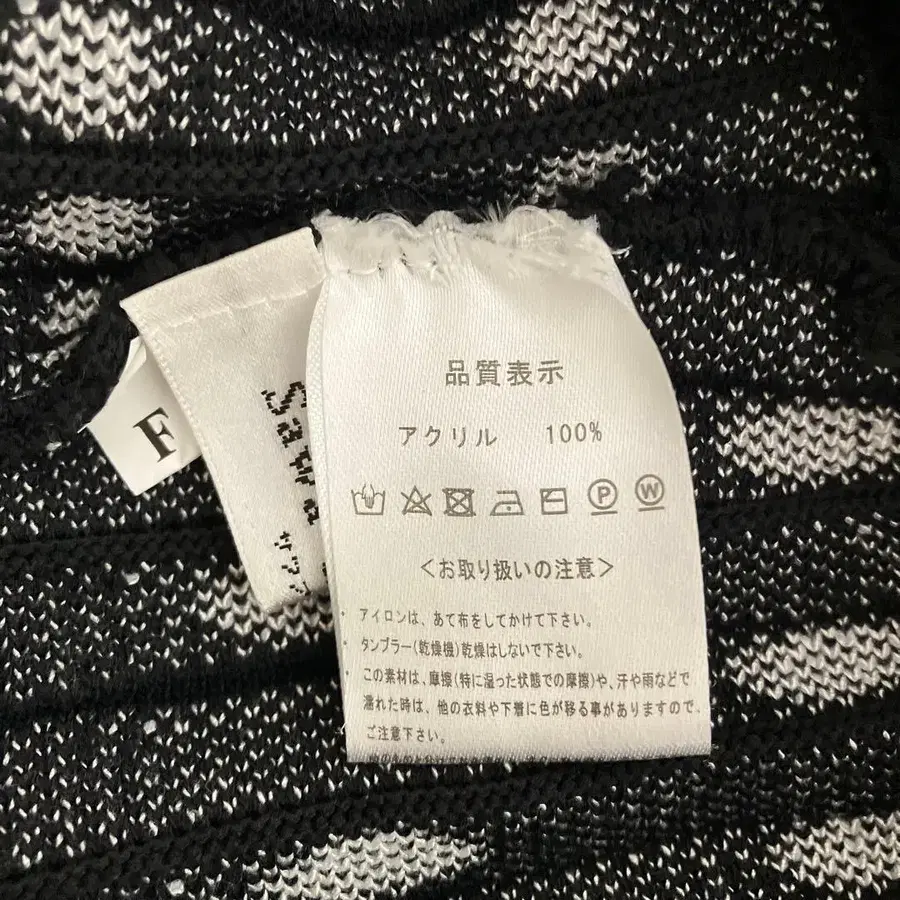 F
品質表示
アクリル 100%
P W
<お取り扱いの注意>
・アイロンは、あて布をしてかけて下さい。
・タンブラー(乾燥機)乾燥はしないで下さい。
・この素材は、摩擦(特に湿った状態での摩擦)や、汗や雨などで
濡れた時は、他の衣料や下着に色が移る事がありますので、
ご注意下さい。